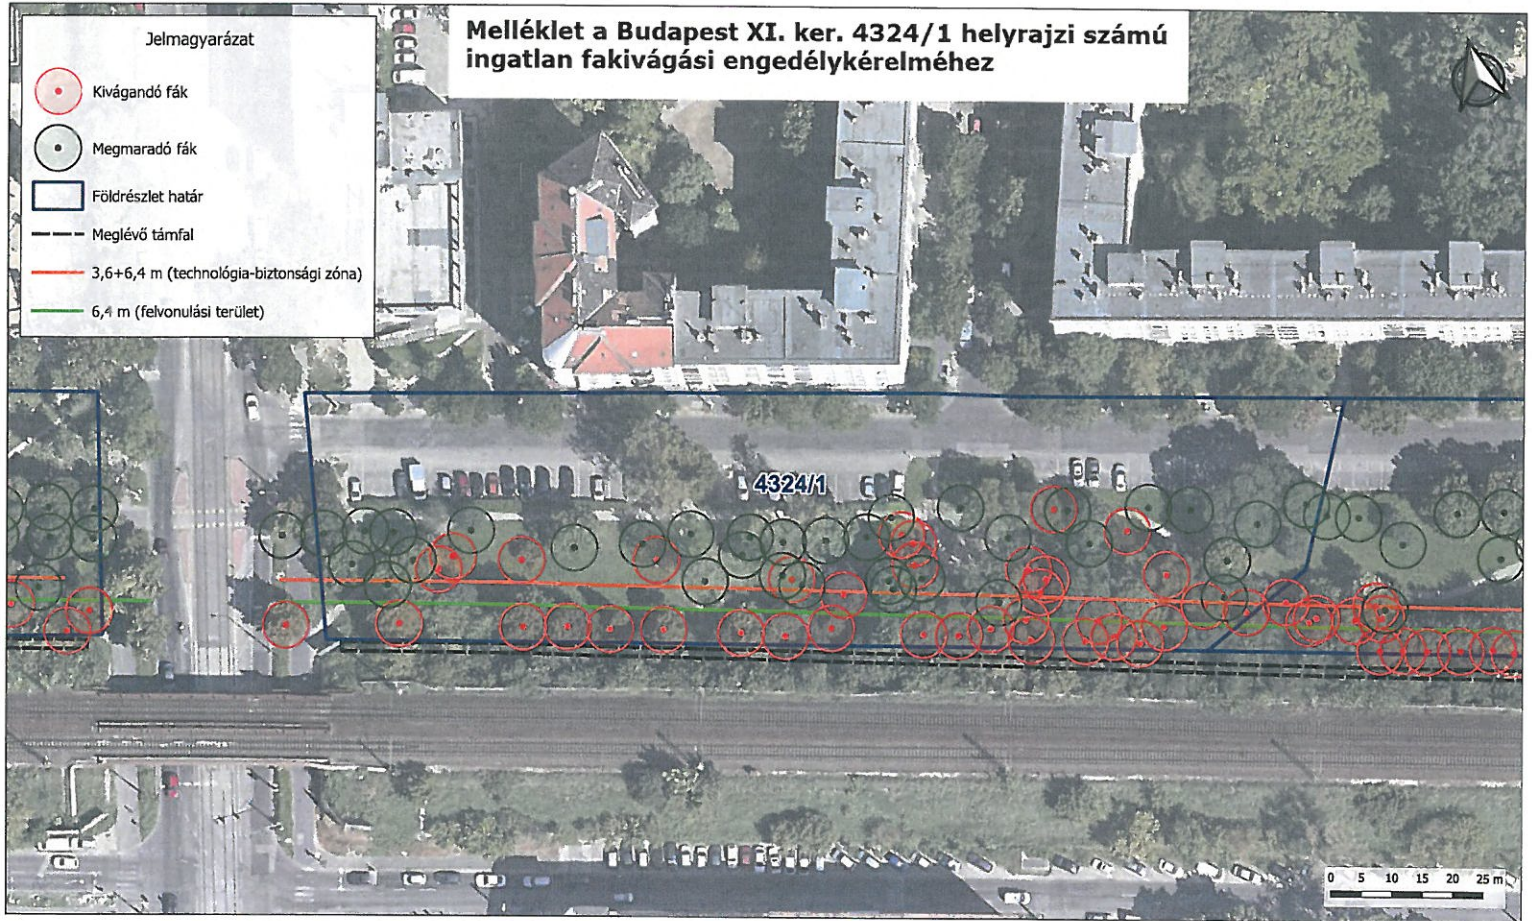 Melléklet a Budapest XI. ker. 4324/1 helyrajzi számú
ingatlan fakivágási engedélykérelméhez
Jelmagyarázat
Kivágandó fák
Megmaradó fák
Földrészlet határ
Meglévő támfal
3,6+6,4 m (technológia-biztonsági zóna)
6,4 m (felvonulási terület)
4324/1
0 5 10 15 20 25 m